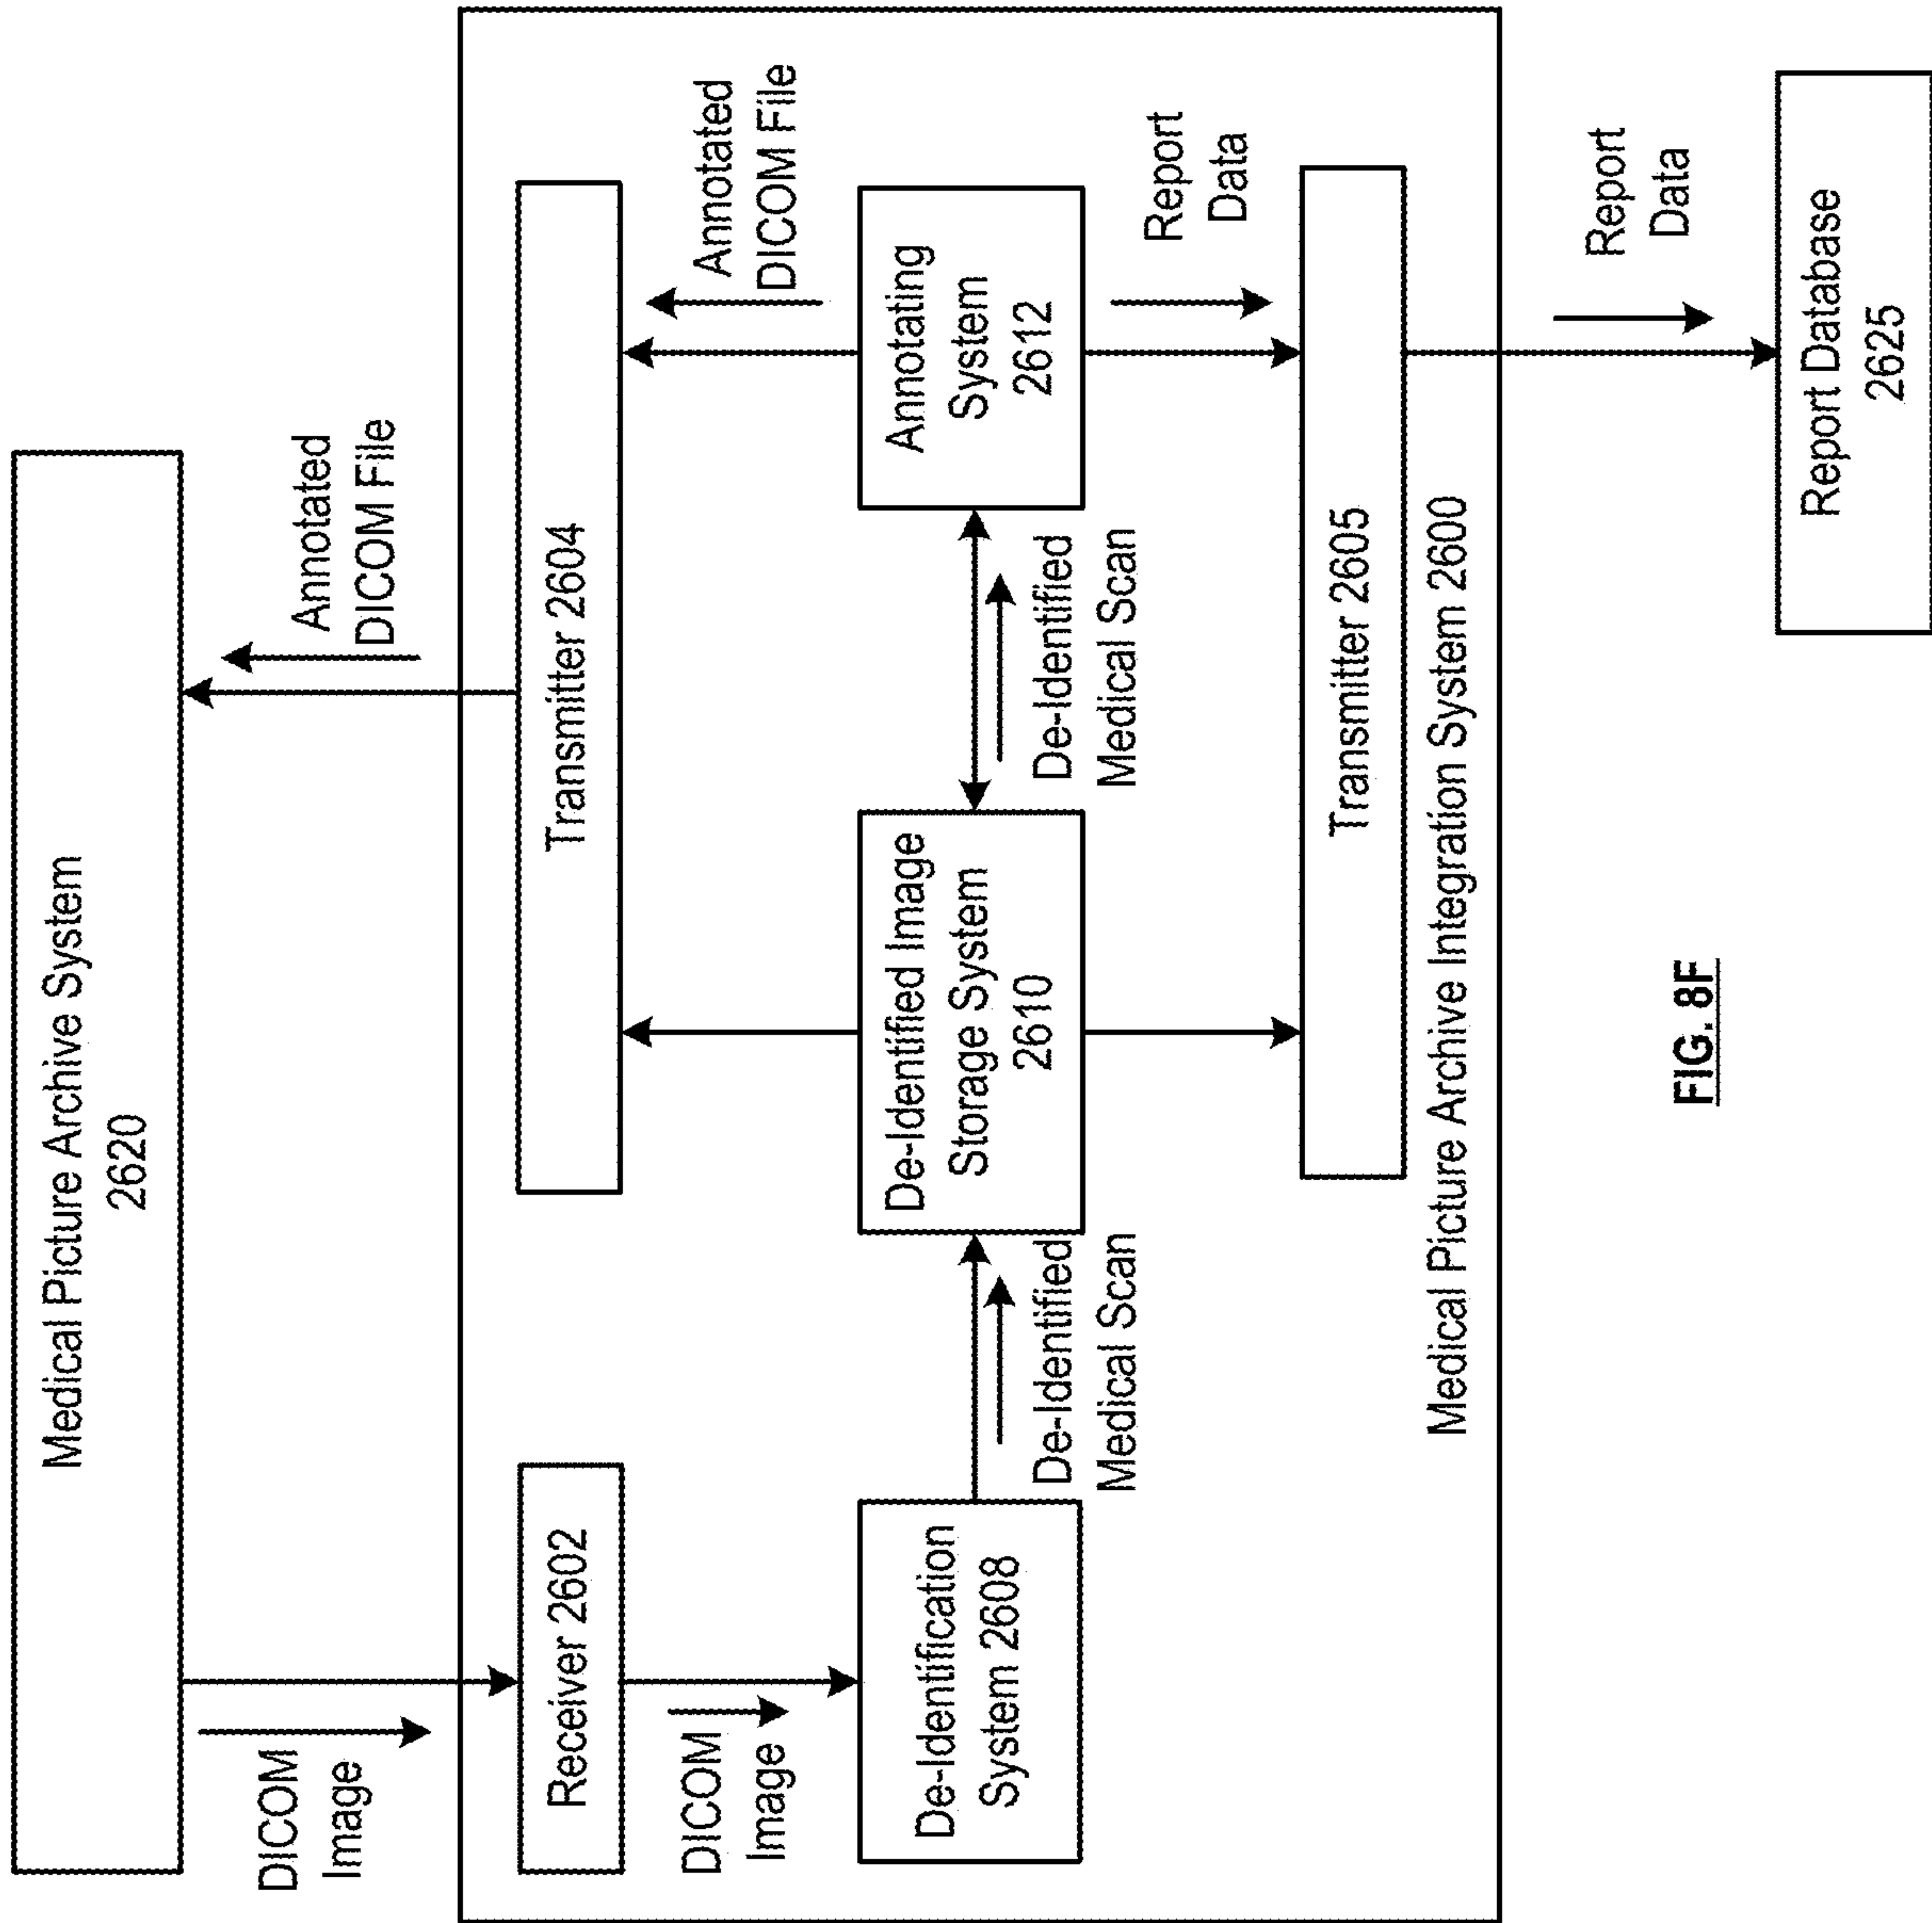 Medical Picture Archive System
2620
DICOM
Image
Annotated
DICOM File
Receiver 2602
Transmitter 2604
DICOM
Image
Annotated
DICOM File
De-Identification
System 2608
De-Identified
Medical Scan
De-Identified Image
Storage System
2610
De-Identified
Medical Scan
Annotating
System
2612
Report
Data
Transmitter 2605
Medical Picture Archive Integration System 2600
Report
Data
Report Database
2625
FIG. 8F